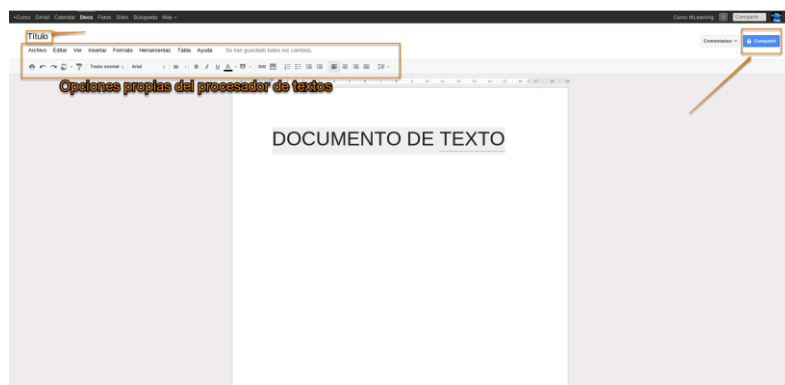 +Curso Gmail Calendar Docs Fotos Sites Búsqueda Más
Curso MLearning Compartir...
Título
Comentarios Compartir
Archivo Editar Ver Insertar Formato Herramientas Tabla Ayuda Se han guardado todos los cambios.
Texto normal Arial B I U A
Opciones propias del procesador de textos
DOCUMENTO DE TEXTO